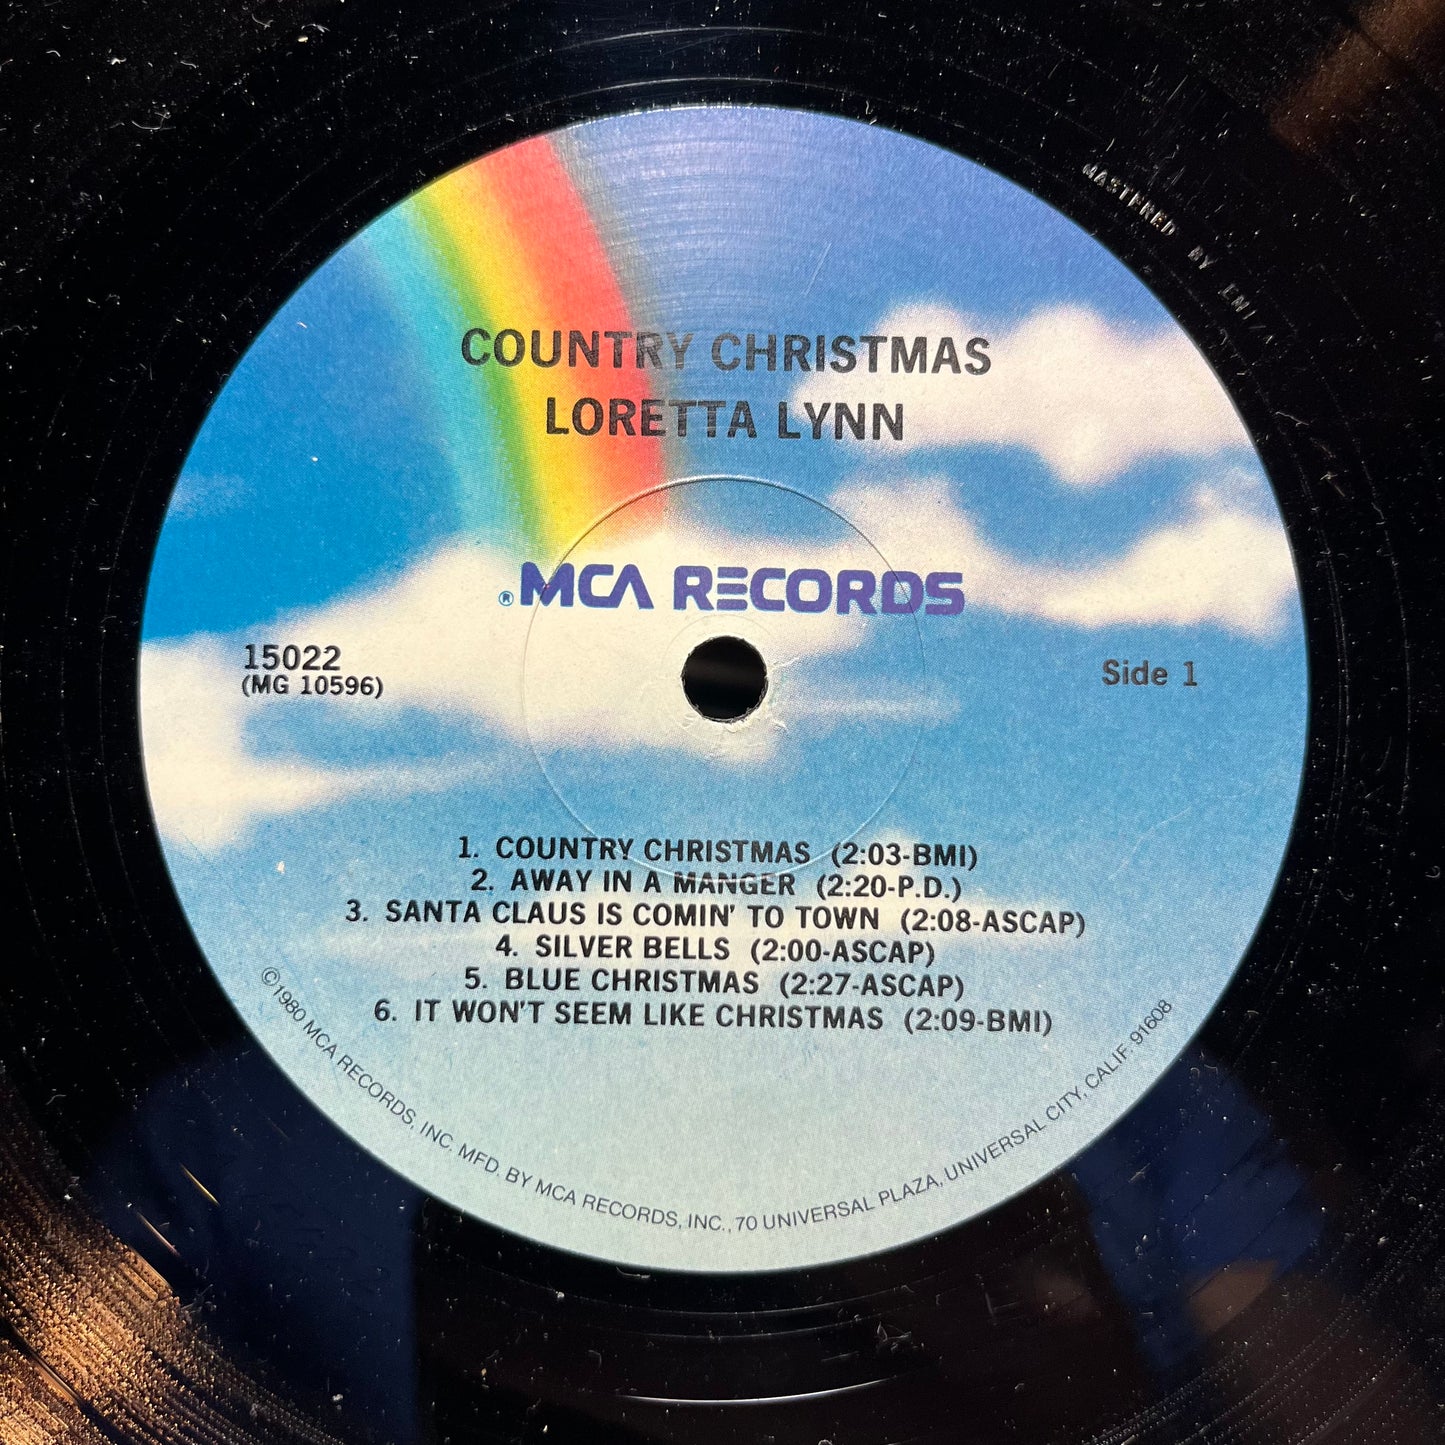 MASTERED BY EMI/
COUNTRY CHRISTMAS
LORETTA LYNN
® MCA RECORDS
15022
(MG 10596)
Side 1
1. COUNTRY CHRISTMAS (2:03-BMI)
2. AWAY IN A MANGER (2:20-P.D.)
3. SANTA CLAUS IS COMIN' TO TOWN (2:08-ASCAP)
4. SILVER BELLS (2:00-ASCAP)
5. BLUE CHRISTMAS (2:27-ASCAP)
6. IT WON'T SEEM LIKE CHRISTMAS (2:09-BMI)
©1980 MCA RECORDS, INC. MFD. BY MCA RECORDS, INC., 70 UNIVERSAL PLAZA, UNIVERSAL CITY, CALIF. 91608